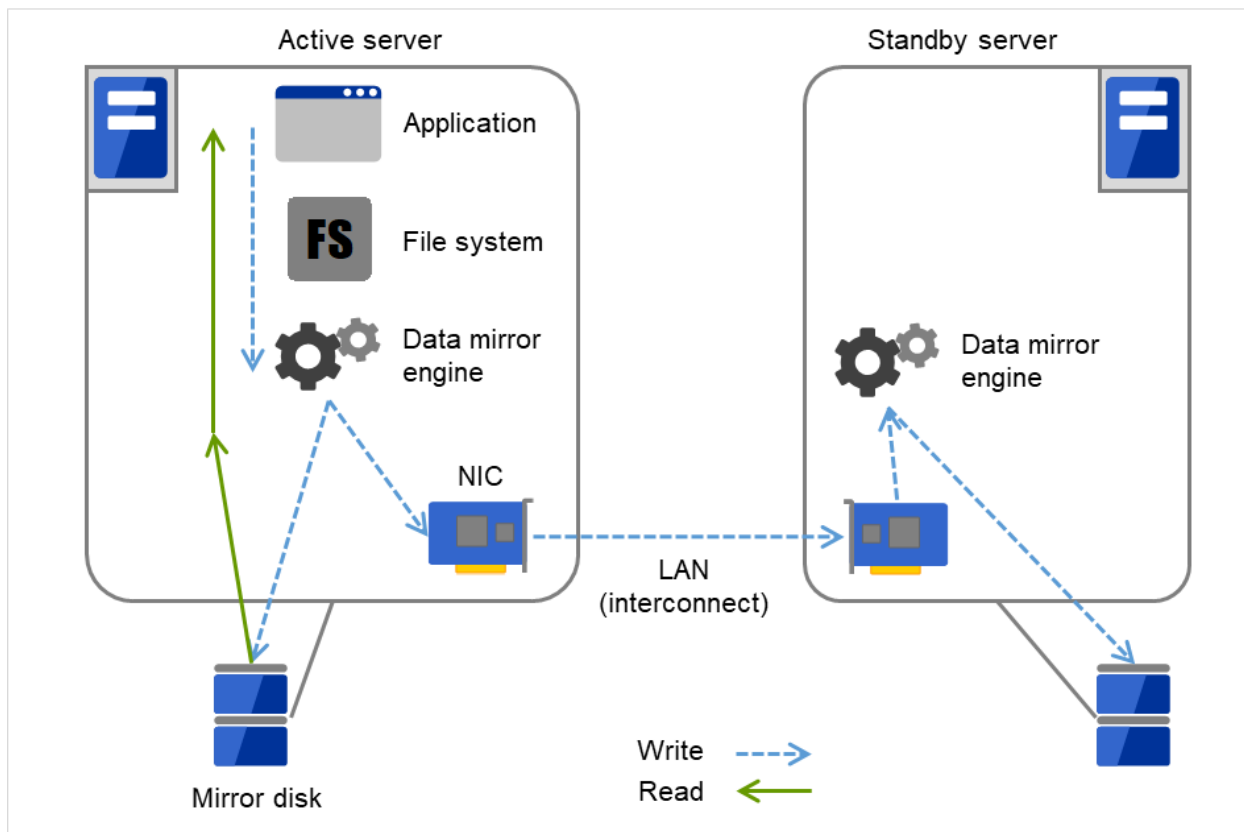 Active server
Standby server
Application
FS
File system
Data mirror
engine
Data mirror
engine
NIC
LAN
(interconnect)
Write
Read
Mirror disk